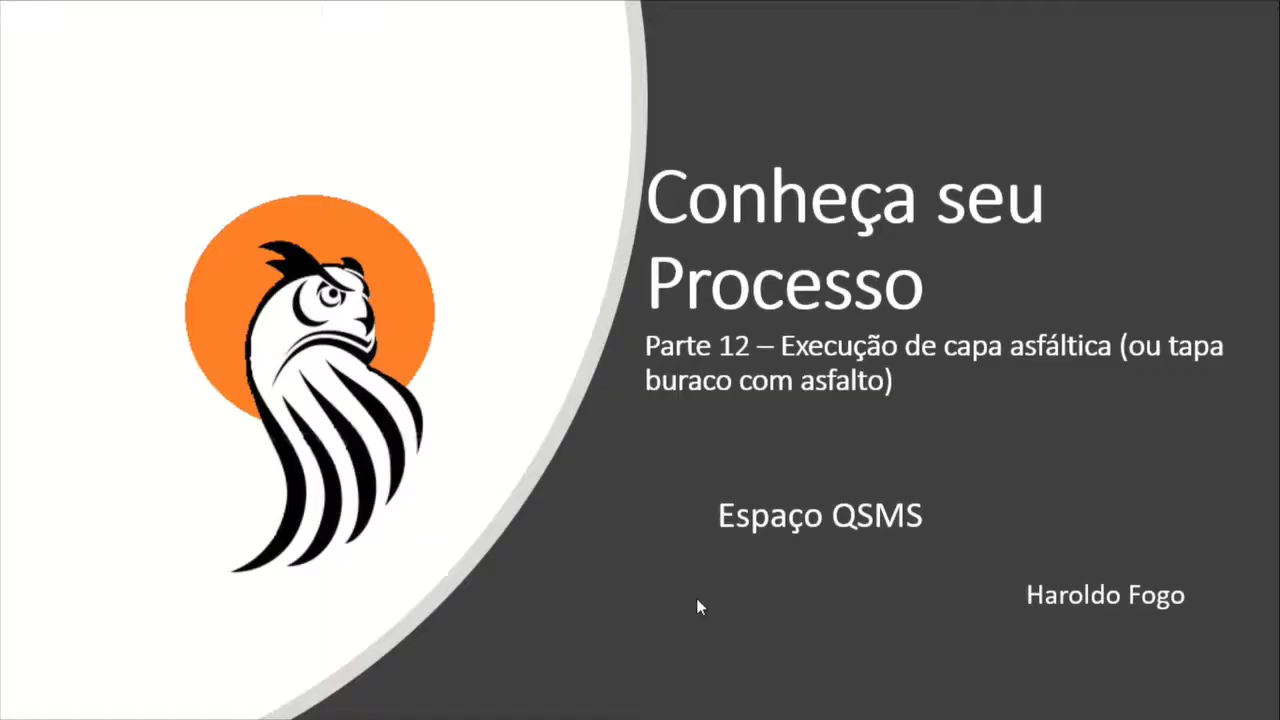 Conheça seu
Processo
Parte 12 – Execução de capa asfáltica (ou tapa
buraco com asfalto)
Espaço QSMS
Haroldo Fogo